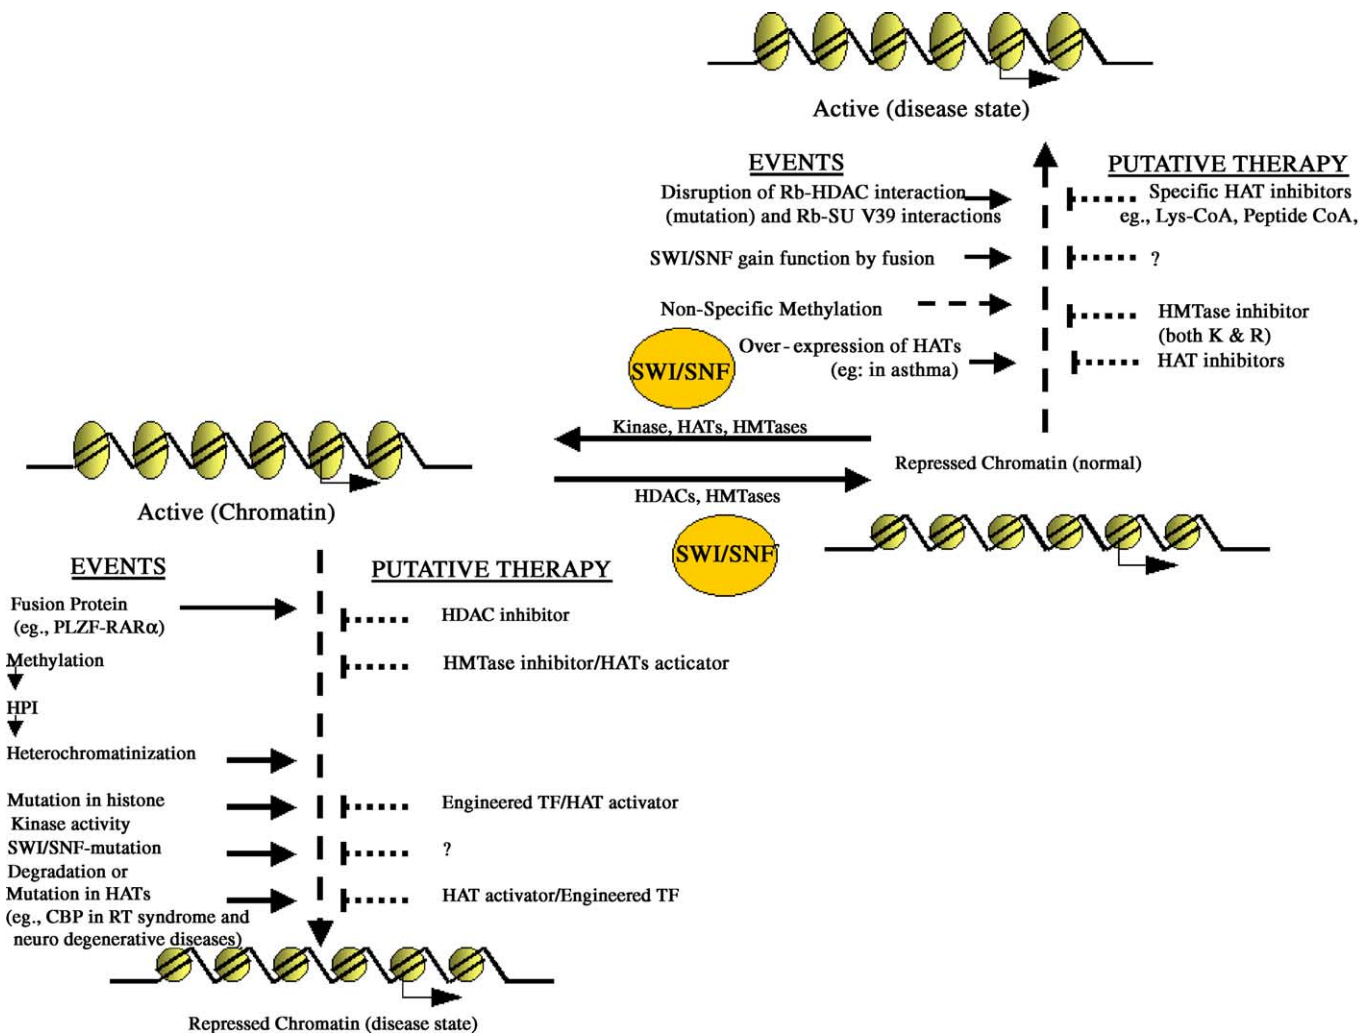 Active (disease state)
EVENTS
PUTATIVE THERAPY
Disruption of Rb-HDAC interaction
(mutation) and Rb-SU V39 interactions
Specific HAT inhibitors
eg., Lys-CoA, Peptide CoA,
SWI/SNF gain function by fusion
?
Non-Specific Methylation
HMTase inhibitor
(both K & R)
Over-expression of HATs
(eg: in asthma)
HAT inhibitors
SWI/SNF
Kinase, HATs, HMTases
Repressed Chromatin (normal)
HDACs, HMTases
SWI/SNF
Active (Chromatin)
EVENTS
PUTATIVE THERAPY
Fusion Protein
(eg., PLZF-RARα)
HDAC inhibitor
Methylation
HMTase inhibitor/HATs acticator
HPI
Heterochromatinization
Mutation in histone
Kinase activity
Engineered TF/HAT activator
SWI/SNF-mutation
?
Degradation or
Mutation in HATs
(eg., CBP in RT syndrome and
neuro degenerative diseases)
HAT activator/Engineered TF
Repressed Chromatin (disease state)